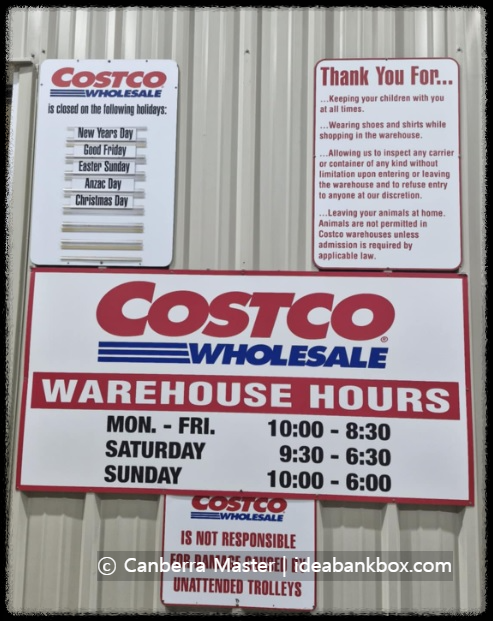 COSTCO
WHOLESALE
is closed on the following holidays:
New Years Day
Good Friday
Easter Sunday
Anzac Day
Christmas Day
Thank You For...
...Keeping your children with you
at all times.
...Wearing shoes and shirts while
shopping in the warehouse.
...Allowing us to inspect any carrier
or container of any kind without
limitation upon entering or leaving
the warehouse and to refuse entry
to anyone at our discretion.
...Leaving your animals at home.
Animals are not permitted in
Costco warehouses unless
admission is required by
applicable law.
COSTCO®
WHOLESALE
WAREHOUSE HOURS
MON. - FRI. 10:00 - 8:30
SATURDAY 9:30 - 6:30
SUNDAY 10:00 - 6:00
COSTCO
WHOLESALE
IS NOT RESPONSIBLE
FOR DAMAGE CAUSED BY
UNATTENDED TROLLEYS
© Canberra Master | ideabankbox.com